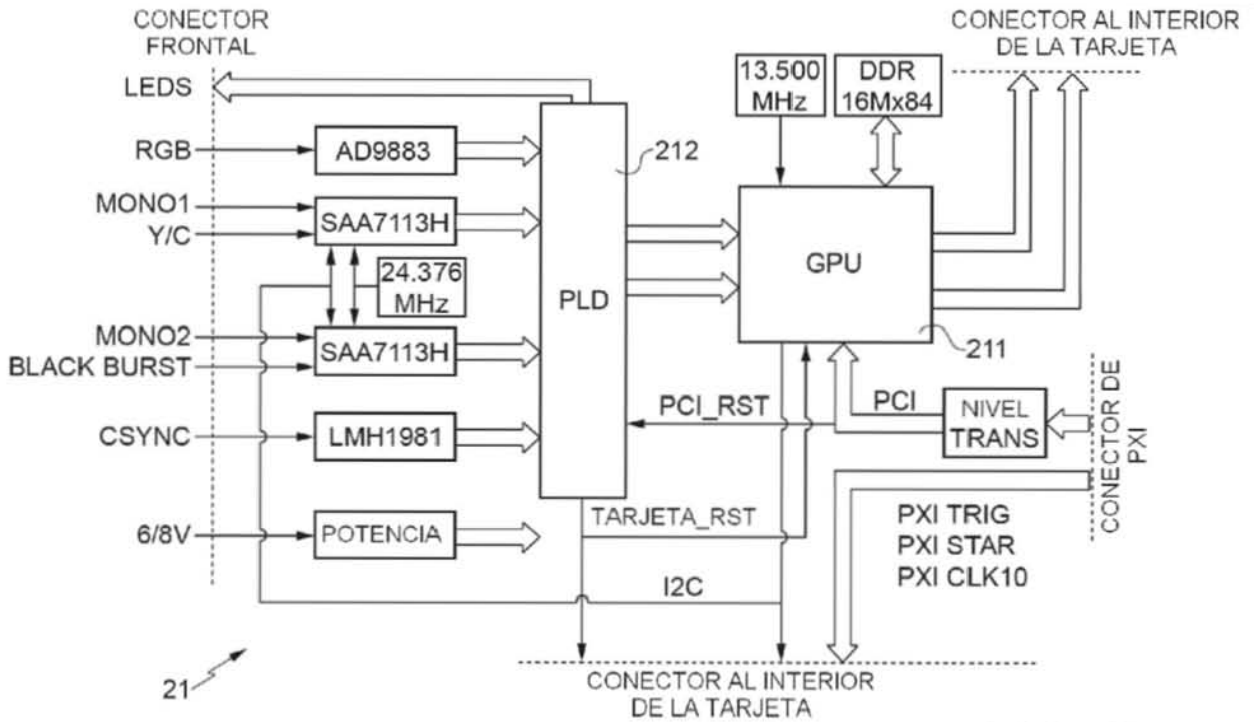 CONECTOR
FRONTAL
LEDS
RGB
AD9883
MONO1
Y/C
SAA7113H
24.376
MHz
MONO2
BLACK BURST
SAA7113H
CSYNC
LMH1981
6/8V
POTENCIA
PLD
212
13.500
MHz
DDR
16Mx84
GPU
211
CONECTOR AL INTERIOR
DE LA TARJETA
PCI_RST
PCI
NIVEL
TRANS
CONECTOR DE
PXI
TARJETA_RST
PXI TRIG
PXI STAR
PXI CLK10
I2C
21
CONECTOR AL INTERIOR
DE LA TARJETA